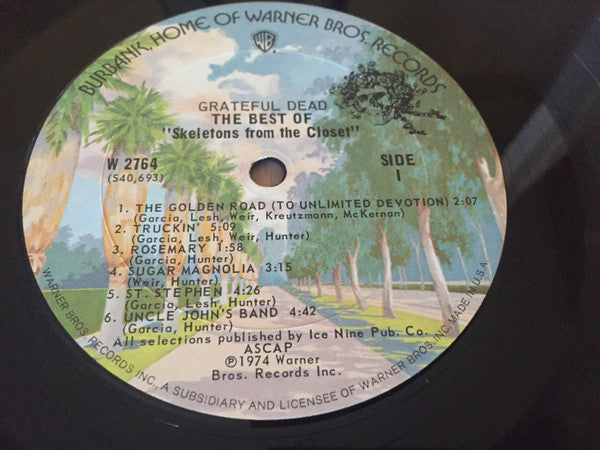 BURBANK, HOME OF WARNER BROS. RECORDS
WB
GRATEFUL DEAD
THE BEST OF
"Skeletons from the Closet"
W 2764
(S40,693)
SIDE
1
1. THE GOLDEN ROAD (TO UNLIMITED DEVOTION) 2:07
(Garcia, Lesh, Weir, Kreutzmann, McKernan)
2. TRUCKIN' 5:09
(Garcia, Lesh, Weir, Hunter)
3. ROSEMARY 1:58
(Garcia, Hunter)
4. SUGAR MAGNOLIA 3:15
(Weir, Hunter)
5. ST. STEPHEN 4:26
(Garcia, Lesh, Hunter)
6. UNCLE JOHN'S BAND 4:42
(Garcia, Hunter)
All selections published by Ice Nine Pub. Co.
ASCAP
℗1974 Warner
Bros. Records Inc.
WARNER BROS. RECORDS INC., A SUBSIDIARY AND LICENSEE OF WARNER BROS. INC. MADE IN U.S.A.